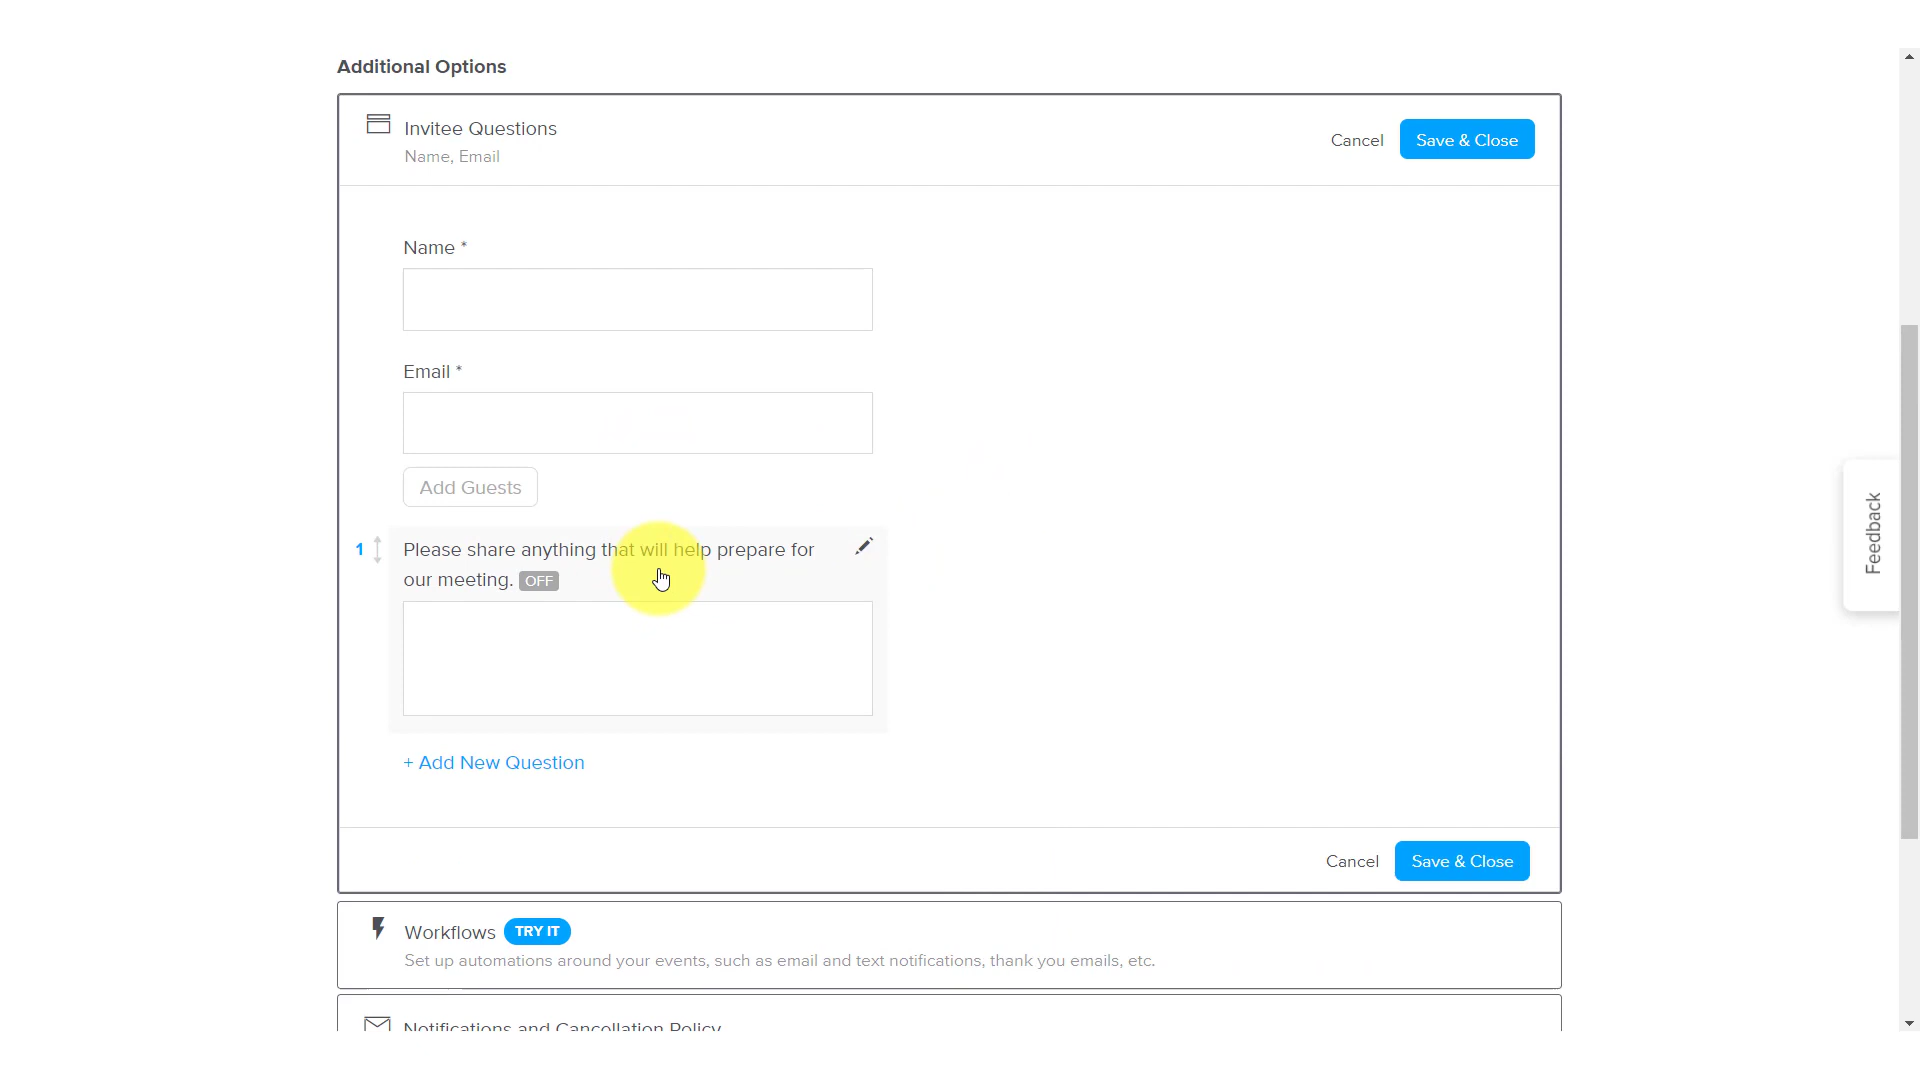 Additional Options
Invitee Questions
Name, Email
Cancel
Save & Close
Name *
Email *
Add Guests
1
Please share anything that will help prepare for
our meeting. OFF
+ Add New Question
Cancel
Save & Close
Workflows TRY IT
Set up automations around your events, such as email and text notifications, thank you emails, etc.
Notifications and Cancellation Policy
Feedback